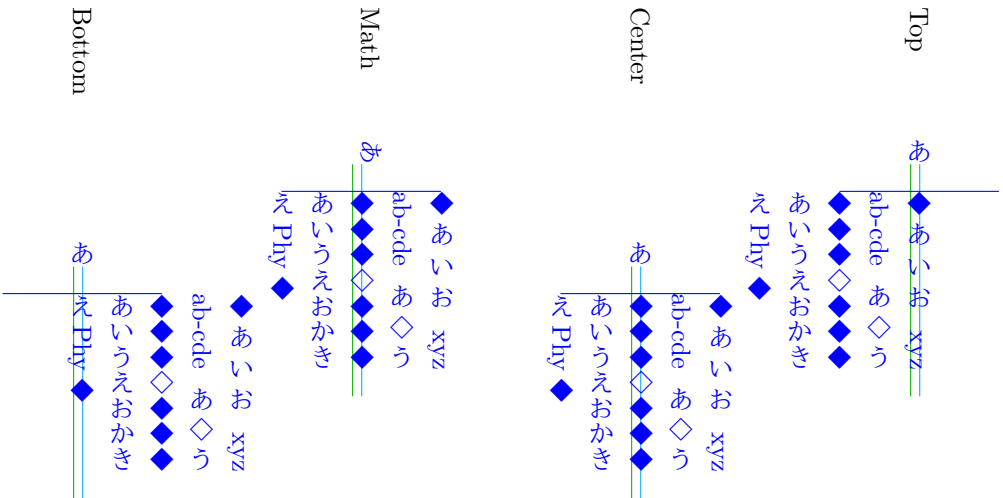 Top
あ
◆あいお xyz
ab-cde あ◇う
◆◆◆◇◆◆◆
あいうえおかき
え Phy ◆
Center
あ
◆あいお xyz
ab-cde あ◇う
◆◆◆◇◆◆◆
あいうえおかき
え Phy ◆
Math
あ
◆あいお xyz
ab-cde あ◇う
◆◆◆◇◆◆◆
あいうえおかき
え Phy ◆
Bottom
あ
◆あいお xyz
ab-cde あ◇う
◆◆◆◇◆◆◆
あいうえおかき
え Phy ◆